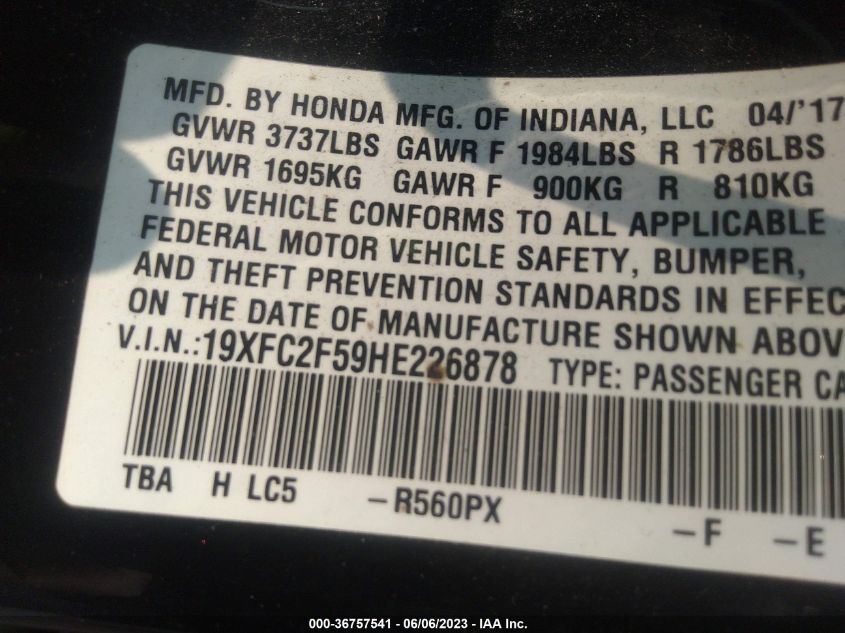 MFD. BY HONDA MFG. OF INDIANA, LLC 04/'17
GVWR 3737LBS GAWR F 1984LBS R 1786LBS
GVWR 1695KG GAWR F 900KG R 810KG
THIS VEHICLE CONFORMS TO ALL APPLICABLE
FEDERAL MOTOR VEHICLE SAFETY, BUMPER,
AND THEFT PREVENTION STANDARDS IN EFFEC
ON THE DATE OF MANUFACTURE SHOWN ABOV
V.I.N.:19XFC2F59HE226878 TYPE: PASSENGER CA
TBA H LC5 -R560PX -F -E
000-36757541 - 06/06/2023 - IAA Inc.